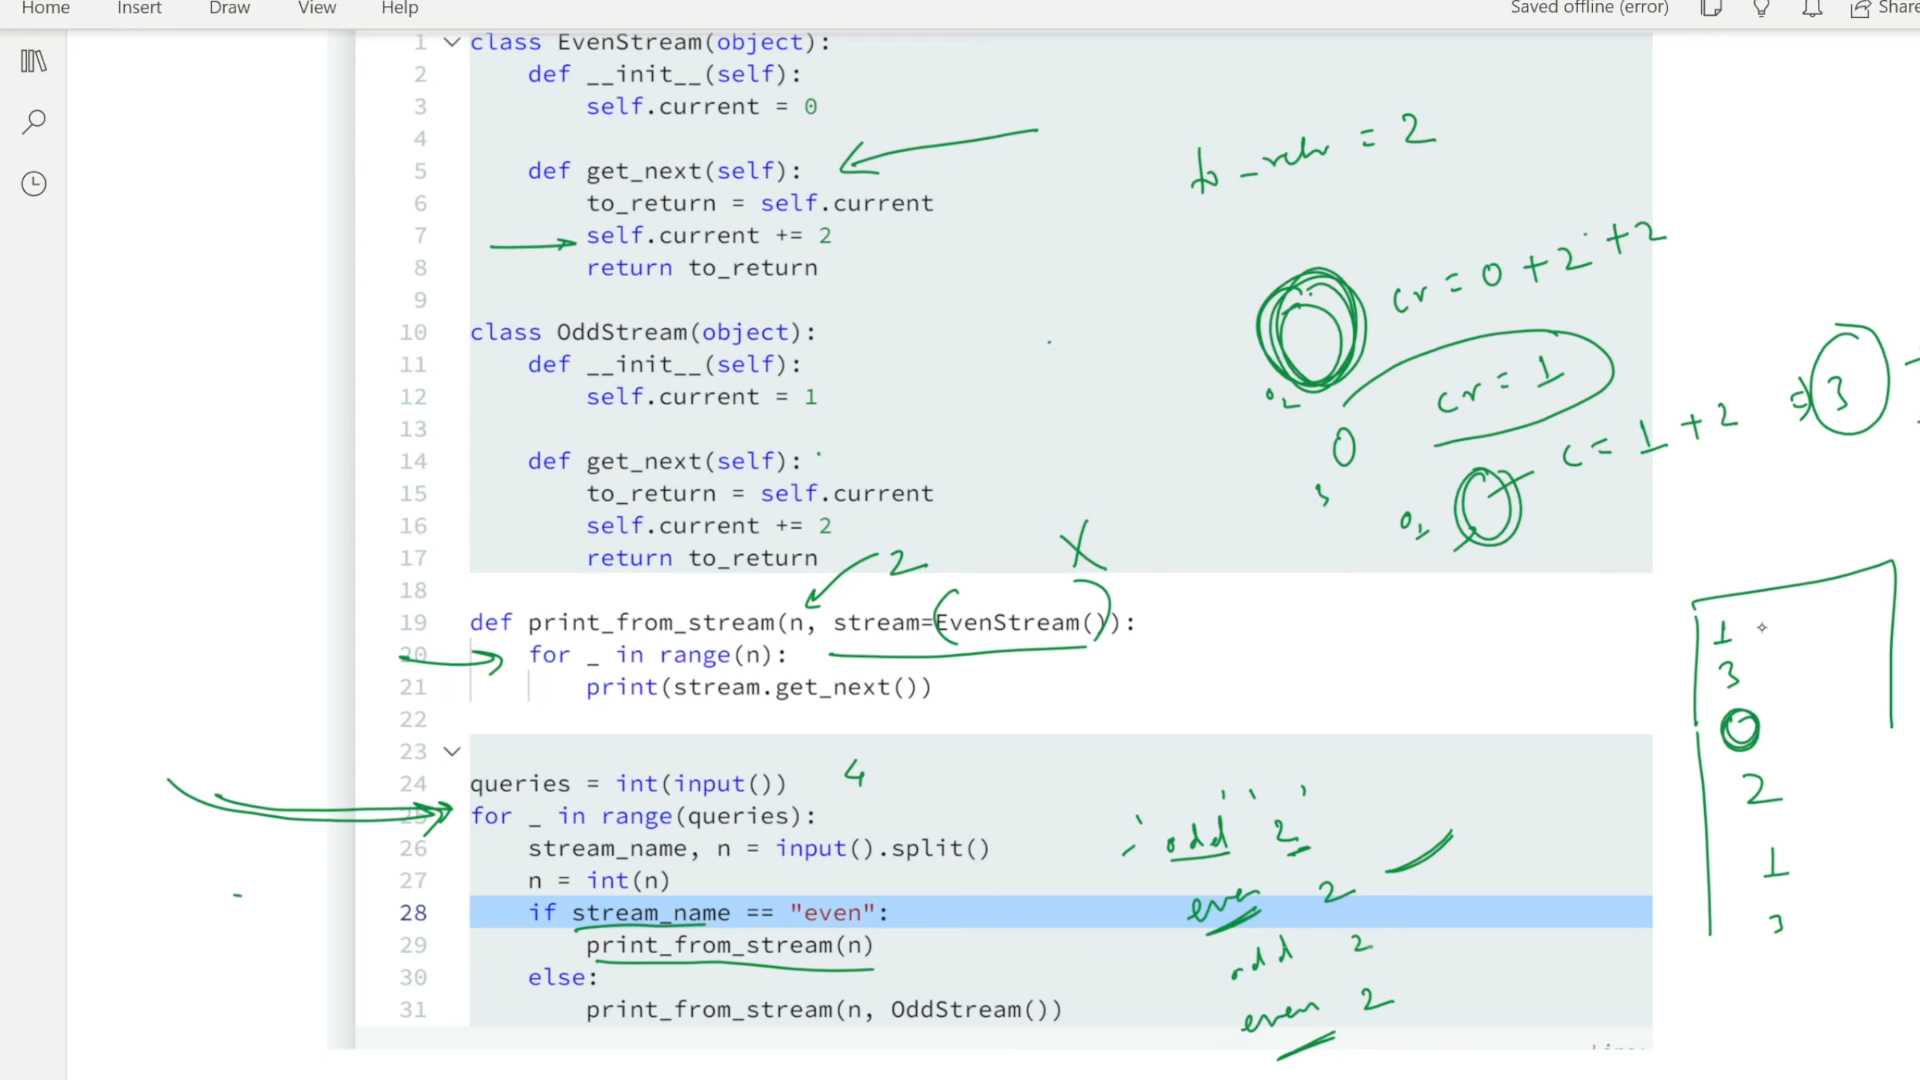 Home Insert Draw View Help Saved offline (error) Share
1 class EvenStream(object):
2 def __init__(self):
3 self.current = 0
4
5 def get_next(self):
6 to_return = self.current
7 self.current += 2
8 return to_return
9
10 class OddStream(object):
11 def __init__(self):
12 self.current = 1
13
14 def get_next(self):
15 to_return = self.current
16 self.current += 2
17 return to_return
18
19 def print_from_stream(n, stream=EvenStream()):
20 for _ in range(n):
21 print(stream.get_next())
22
23
24 queries = int(input())
25 for _ in range(queries):
26 stream_name, n = input().split()
27 n = int(n)
28 if stream_name == "even":
29 print_from_stream(n)
30 else:
31 print_from_stream(n, OddStream())
= 2
cr = 0 + 2 + 2
cr = 1
0
c = 1 + 2
3
2
X
4
odd 2
even 2
odd 2
even 2
1
3
0
2
1
3